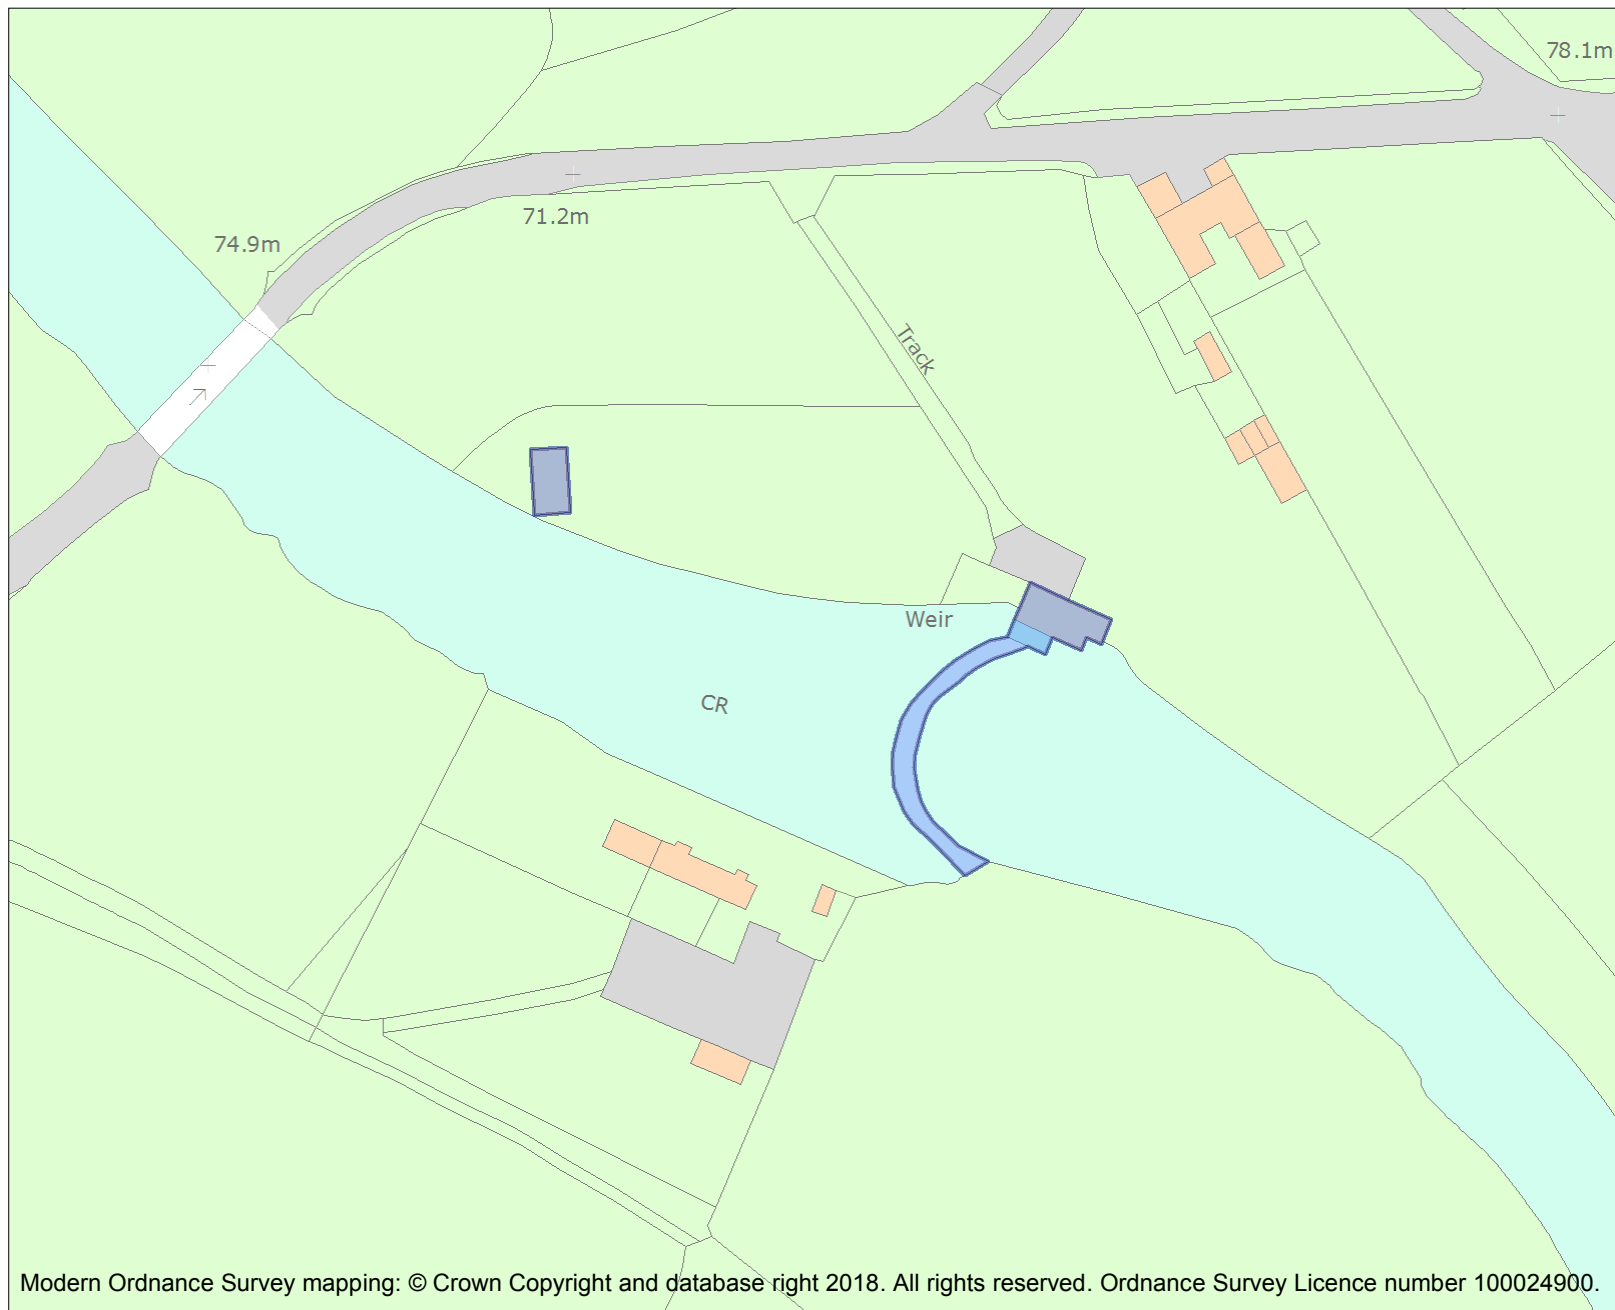 78.1m
71.2m
74.9m
Track
Weir
CR
Modern Ordnance Survey mapping: © Crown Copyright and database right 2018. All rights reserved. Ordnance Survey Licence number 100024900.